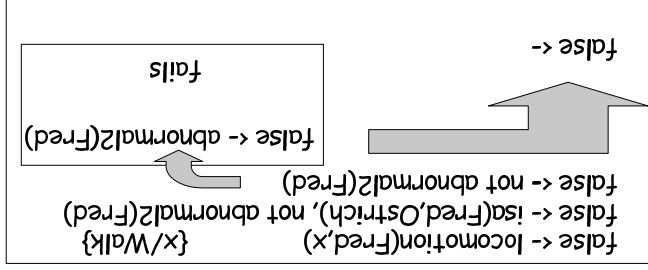 false <- locomotion(Fred,x) {x/Walk}
false <- isa(Fred,Ostrich), not abnormal2(Fred)
false <- not abnormal2(Fred)
false <- abnormal2(Fred)
fails
false <-